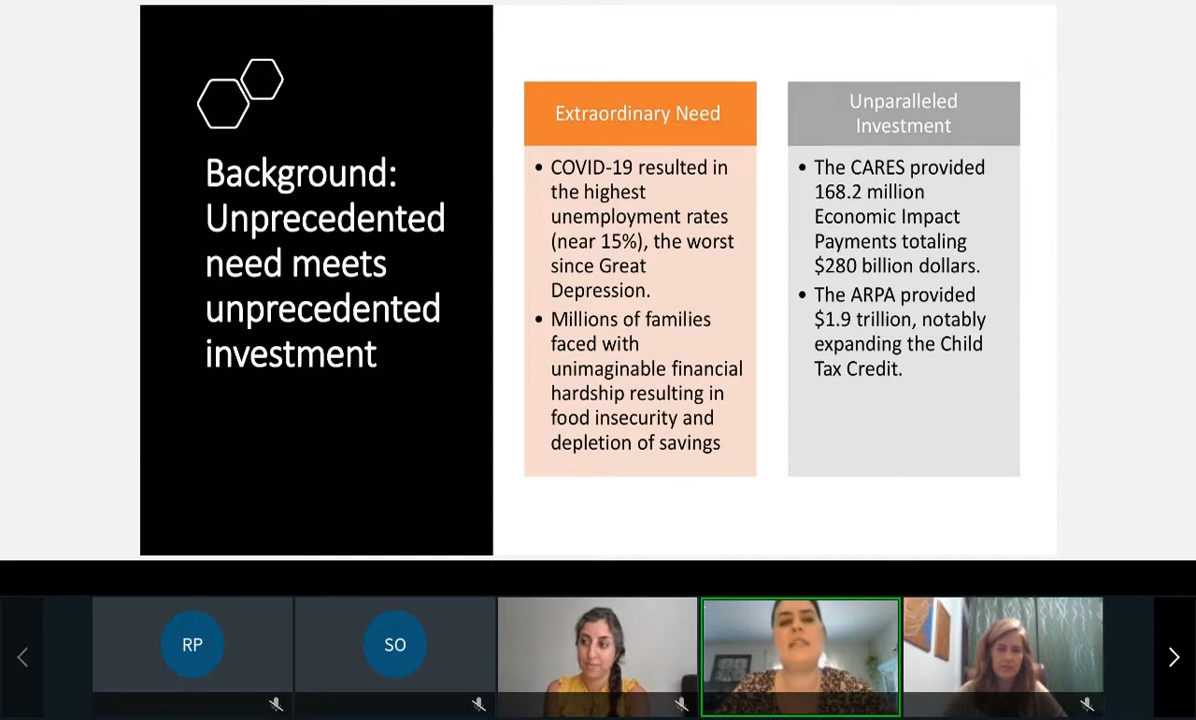 Background:
Unprecedented
need meets
unprecedented
investment
Extraordinary Need
• COVID-19 resulted in
the highest
unemployment rates
(near 15%), the worst
since Great
Depression.
• Millions of families
faced with
unimaginable financial
hardship resulting in
food insecurity and
depletion of savings
Unparalleled
Investment
• The CARES provided
168.2 million
Economic Impact
Payments totaling
$280 billion dollars.
• The ARPA provided
$1.9 trillion, notably
expanding the Child
Tax Credit.
RP
SO